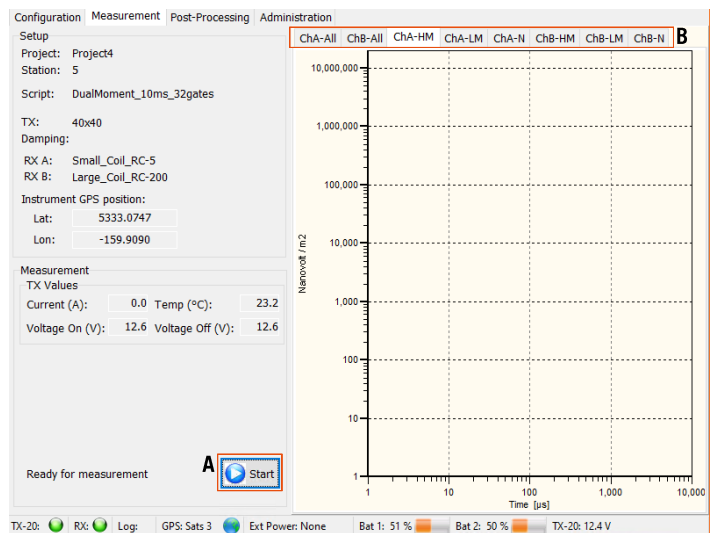 Configuration Measurement Post-Processing Administration
Setup
Project: Project4
Station: 5
Script: DualMoment_10ms_32gates
TX: 40x40
Damping:
RX A: Small_Coil_RC-5
RX B: Large_Coil_RC-200
Instrument GPS position:
Lat: 5333.0747
Lon: -159.9090
Measurement
TX Values
Current (A): 0.0 Temp (ºC): 23.2
Voltage On (V): 12.6 Voltage Off (V): 12.6
Ready for measurement
A
Start
ChA-All ChB-All ChA-HM ChA-LM ChA-N ChB-HM ChB-LM ChB-N
B
10,000,000
1,000,000
100,000
10,000
1,000
100
10
1
Nanovolt / m2
1 10 100 1,000 10,000
Time [µs]
TX-20: RX: Log: GPS: Sats 3 Ext Power: None Bat 1: 51 % Bat 2: 50 % TX-20: 12.4 V